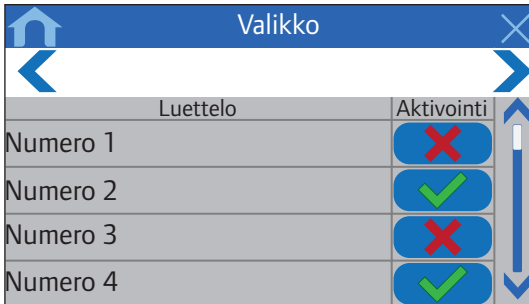 Valikko
Luettelo Aktivointi
Numero 1
Numero 2
Numero 3
Numero 4